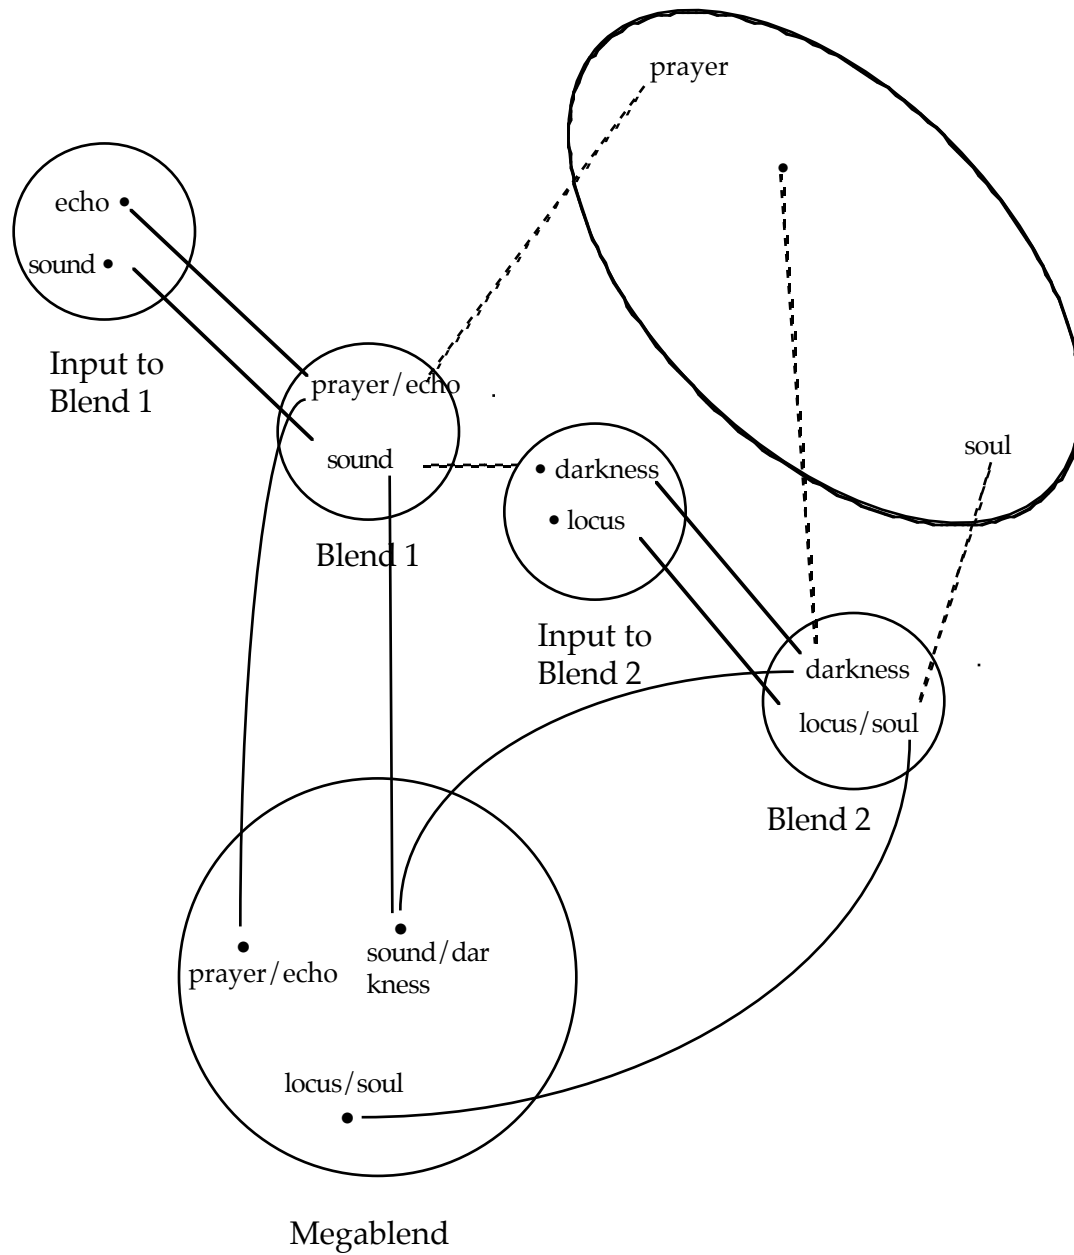 prayer
echo
sound
Input to
Blend 1
prayer/echo
sound
Blend 1
darkness
locus
Input to
Blend 2
soul
darkness
locus/soul
Blend 2
prayer/echo
sound/dar
kness
locus/soul
Megablend